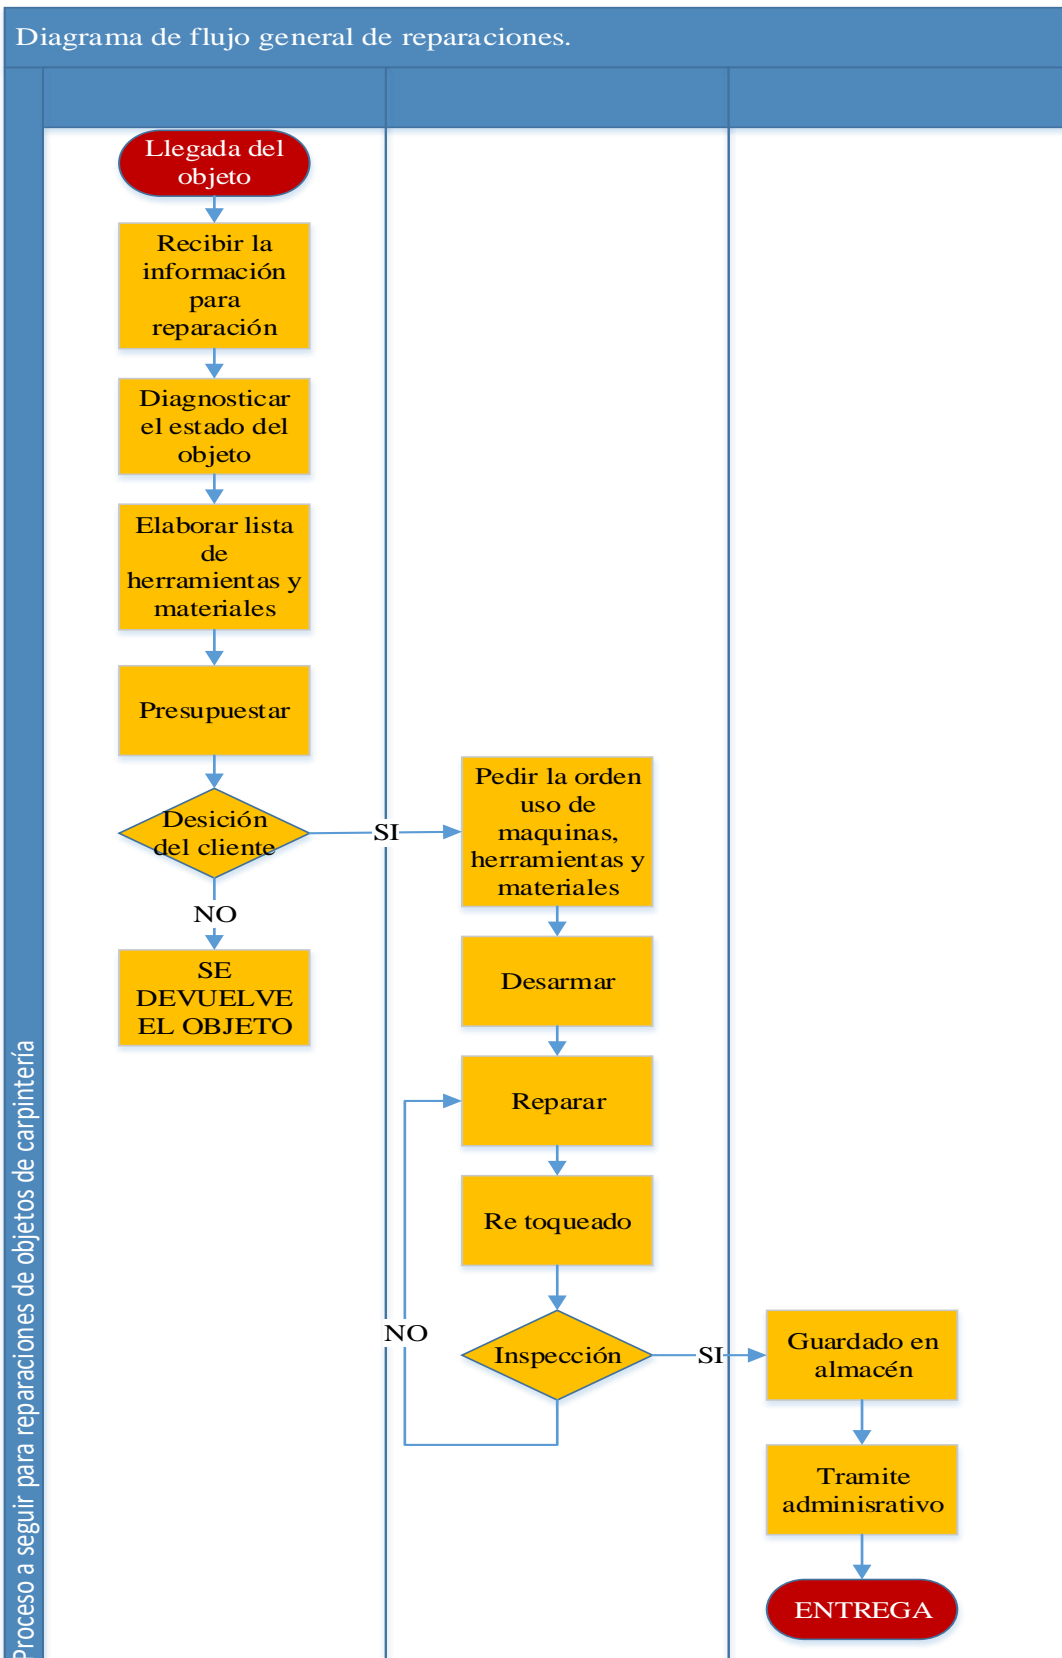 Diagrama de flujo general de reparaciones.
Proceso a seguir para reparaciones de objetos de carpintería
Llegada del
objeto
Recibir la
información
para
reparación
Diagnosticar
el estado del
objeto
Elaborar lista
de
herramientas y
materiales
Presupuestar
Desición
del cliente
SI
NO
SE
DEVUELVE
EL OBJETO
Pedir la orden
uso de
maquinas,
herramientas y
materiales
Desarmar
Reparar
Re toqueado
Inspección
NO
SI
Guardado en
almacén
Tramite
adminisrativo
ENTREGA